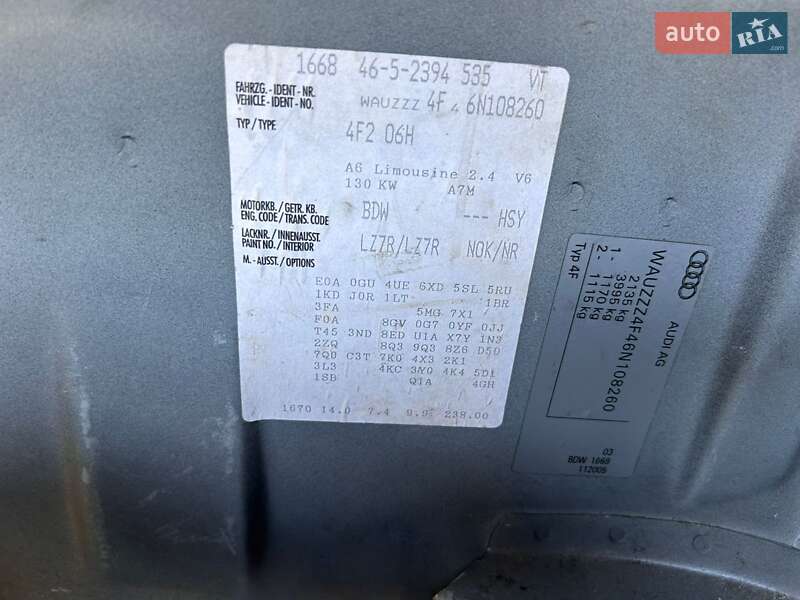 auto RIA.com
1668 46-5-2394 535 VT
FAHRZG.-IDENT-NR.
VEHICLE-IDENT-NO. WAUZZZ 4F 4 6N108260
TYP / TYPE 4F2 06H
A6 Limousine 2.4 V6
130 KW A7M
MOTORKB. / GETR. KB.
ENG. CODE / TRANS. CODE BDW --- HSY
LACKNR. / INNENAUSST.
PAINT NO. / INTERIOR LZ7R/LZ7R N0K/NR
M.-AUSST. / OPTIONS
E0A 0GU 4UE 6XD 5SL 5RU
1KD J0R 1LT 1BR
3FA 5MG 7X1
F0A 8GV 0G7 0YF 0JJ
T45 3ND 8ED U1A X7Y 1N3
2ZQ 8Q3 9Q3 8Z6 D50
7Q0 C3T 7K0 4X3 2K1
3L3 4KC 3Y0 4K4 5D1
1SB Q1A 4GH
1670 14.0 7.4 9.9 238.00
AUDI AG
WAUZZZ4F46N108260
2135 kg
3995 kg
1- 1170 kg
2- 1115 kg
Typ 4F
03
BDW 1668
112005